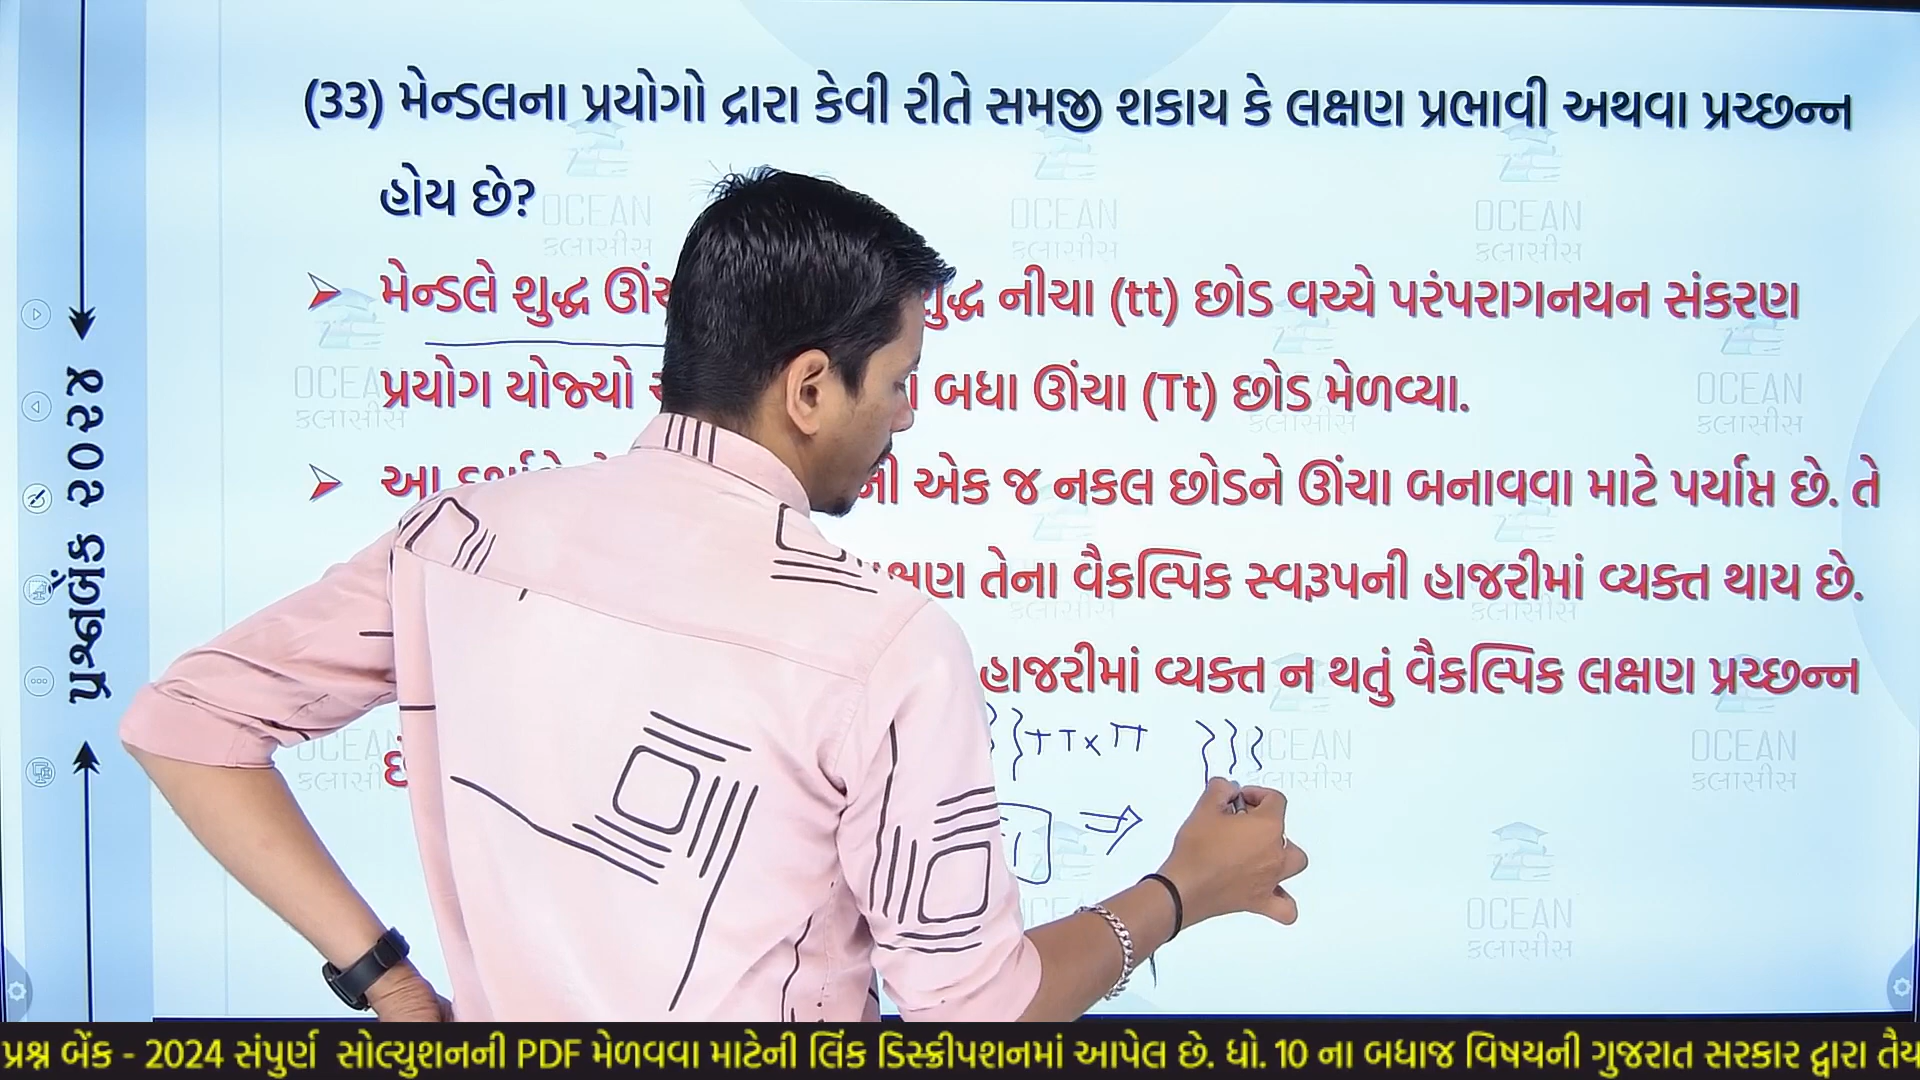 (૩૩) મેન્ડલના પ્રયોગો દ્રારા કેવી રીતે સમજી શકાય કે લક્ષણ પ્રભાવી અથવા પ્રચ્છન્ન
હોય છે?
મેન્ડલે શુદ્ધ નીચા (tt) છોડ વચ્ચે પરંપરાગનયન સંકરણ
પ્રયોગ યોજ્યો બધા ઊંચા (Tt) છોડ મેળવ્યા.
આ એક જ નકલ છોડને ઊંચા બનાવવા માટે પર્યાપ્ત છે. તે
તેના વૈકલ્પિક સ્વરૂપની હાજરીમાં વ્યક્ત થાય છે.
હાજરીમાં વ્યક્ત ન થતું વૈકલ્પિક લક્ષણ પ્રચ્છન્ન
TT x TT
પ્રશ્નબેંક ૨૦૨૪
OCEAN
કલાસીસ
પ્રશ્ન બેંક - 2024 સંપુર્ણ સોલ્યુશનની PDF મેળવવા માટેની લિંક ડિસ્ક્રીપશનમાં આપેલ છે. ધો. 10 ના બધાજ વિષયની ગુજરાત સરકાર દ્વારા